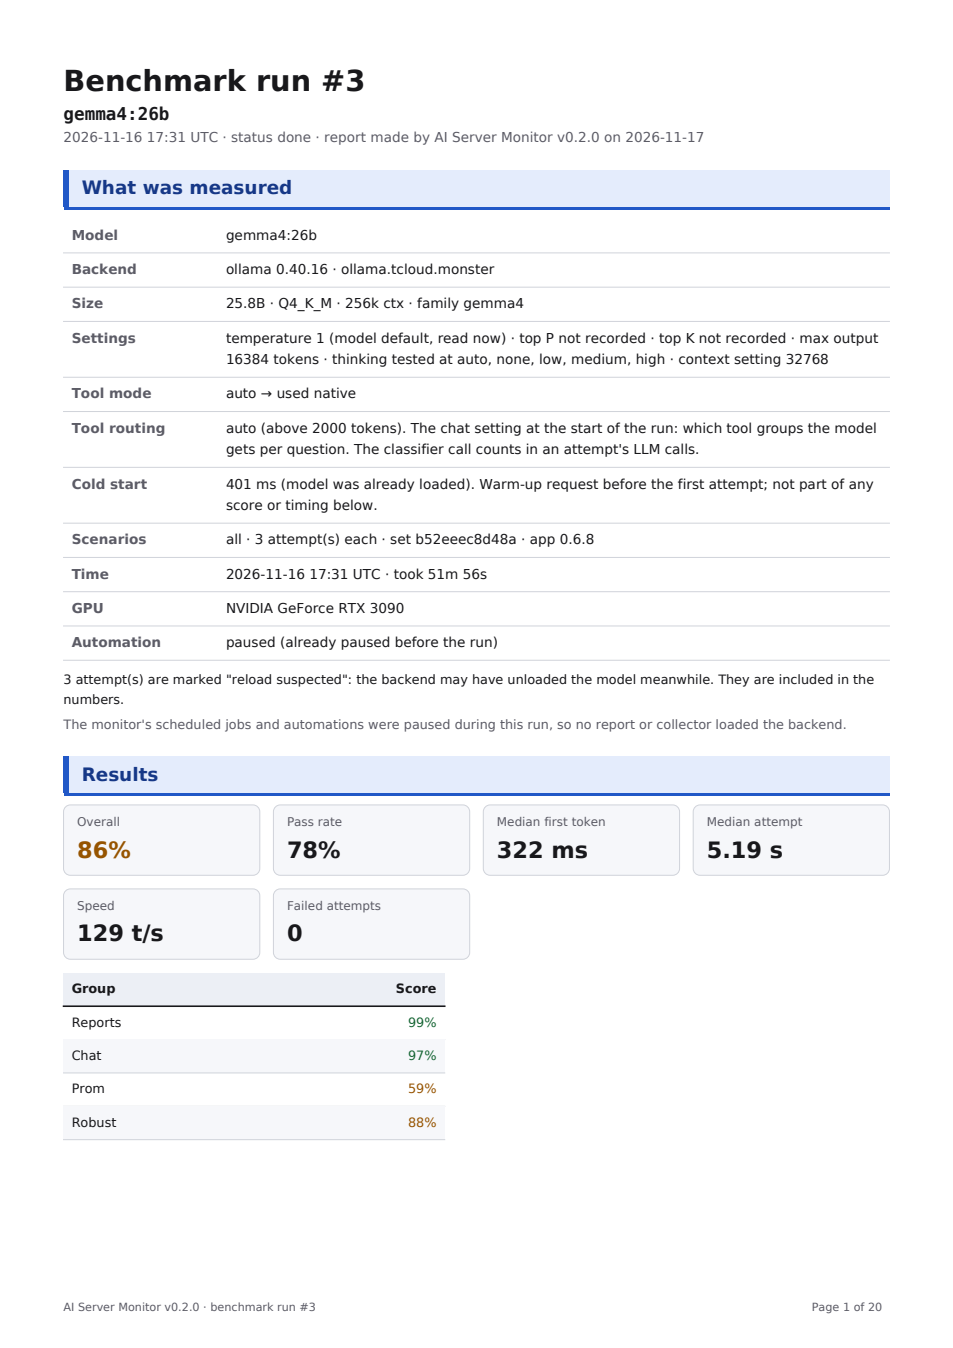 Benchmark run #3
gemma4:26b
2026-11-16 17:31 UTC · status done · report made by AI Server Monitor v0.2.0 on 2026-11-17
What was measured
Model gemma4:26b
Backend ollama 0.40.16 · ollama.tcloud.monster
Size 25.8B · Q4_K_M · 256k ctx · family gemma4
Settings temperature 1 (model default, read now) · top P not recorded · top K not recorded · max output
16384 tokens · thinking tested at auto, none, low, medium, high · context setting 32768
Tool mode auto → used native
Tool routing auto (above 2000 tokens). The chat setting at the start of the run: which tool groups the model
gets per question. The classifier call counts in an attempt's LLM calls.
Cold start 401 ms (model was already loaded). Warm-up request before the first attempt; not part of any
score or timing below.
Scenarios all · 3 attempt(s) each · set b52eeec8d48a · app 0.6.8
Time 2026-11-16 17:31 UTC · took 51m 56s
GPU NVIDIA GeForce RTX 3090
Automation paused (already paused before the run)
3 attempt(s) are marked "reload suspected": the backend may have unloaded the model meanwhile. They are included in the
numbers.
The monitor's scheduled jobs and automations were paused during this run, so no report or collector loaded the backend.
Results
Overall Pass rate Median first token Median attempt
86% 78% 322 ms 5.19 s
Speed Failed attempts
129 t/s 0
Group Score
Reports 99%
Chat 97%
Prom 59%
Robust 88%
AI Server Monitor v0.2.0 · benchmark run #3 Page 1 of 20